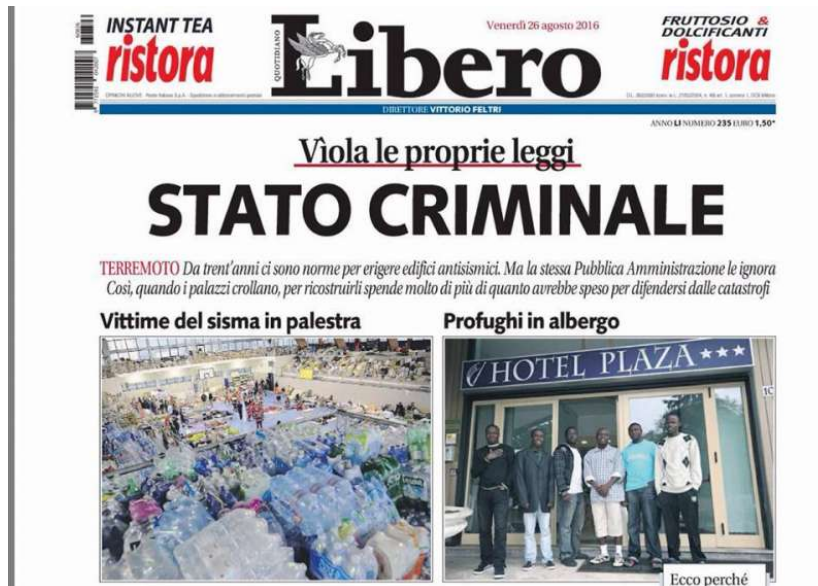 INSTANT TEA
ristora
QUOTIDIANO
Libero
Venerdì 26 agosto 2016
FRUTTOSIO &
DOLCIFICANTI
ristora
DIRETTORE VITTORIO FELTRI
ANNO LI NUMERO 235 EURO 1,50*
Vìola le proprie leggi
STATO CRIMINALE
TERREMOTO Da trent'anni ci sono norme per erigere edifici antisismici. Ma la stessa Pubblica Amministrazione le ignora
Così, quando i palazzi crollano, per ricostruirli spende molto di più di quanto avrebbe speso per difendersi dalle catastrofi
Vittime del sisma in palestra
Profughi in albergo
HOTEL PLAZA★★★
1C
Ecco perché